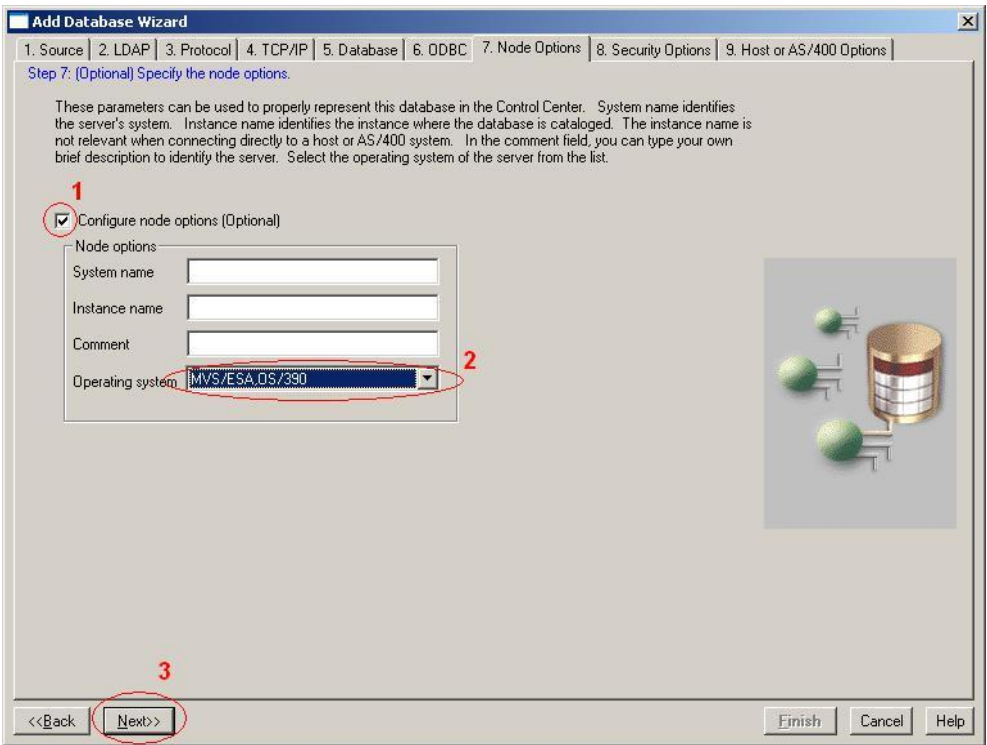 Add Database Wizard
1. Source 2. LDAP 3. Protocol 4. TCP/IP 5. Database 6. ODBC 7. Node Options 8. Security Options 9. Host or AS/400 Options
Step 7: (Optional) Specify the node options.
These parameters can be used to properly represent this database in the Control Center. System name identifies
the server's system. Instance name identifies the instance where the database is cataloged. The instance name is
not relevant when connecting directly to a host or AS/400 system. In the comment field, you can type your own
brief description to identify the server. Select the operating system of the server from the list.
1
Configure node options (Optional)
Node options
System name
Instance name
Comment
2
Operating system MVS/ESA,OS/390
3
<<Back Next>> Finish Cancel Help